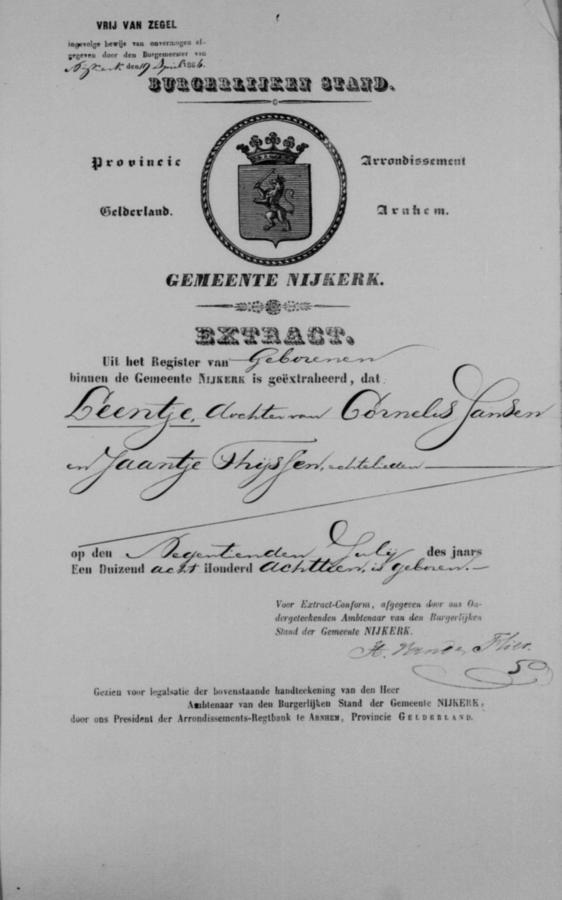 VRIJ VAN ZEGEL
ingevolge bewijs van onvermogen af-
gegeven door den Burgemeester van
Nijkerk den 19 April 1866.
BURGERLIJKEN STAND.
Provincie Arrondissement
Gelderland. Arnhem.
GEMEENTE NIJKERK.
EXTRACT.
Uit het Register van Geborenen
binnen de Gemeente NIJKERK is geëxtraheerd, dat
Leentje, dochter van Cornelis Jansen
en Jaantje Thijssen, echtelieden
op den Negentienden July des jaars
Een Duizend acht Honderd achttien, is geboren.
Voor Extract-Conform, afgegeven door ons On-
dergeteekenden Ambtenaar van den Burgerlijken
Stand der Gemeente NIJKERK.
Gezien voor legalsatie der bovenstaande handteekening van den Heer
Ambtenaar van den Burgerlijken Stand der Gemeente NIJKERK,
door ons President der Arrondissements-Regtbank te ARNHEM, Provincie GELDERLAND.